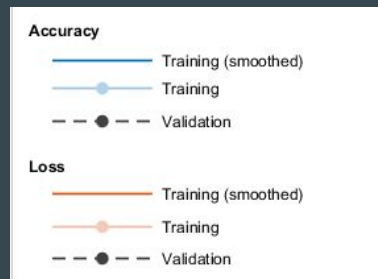 Accuracy
Training (smoothed)
Training
Validation
Loss
Training (smoothed)
Training
Validation